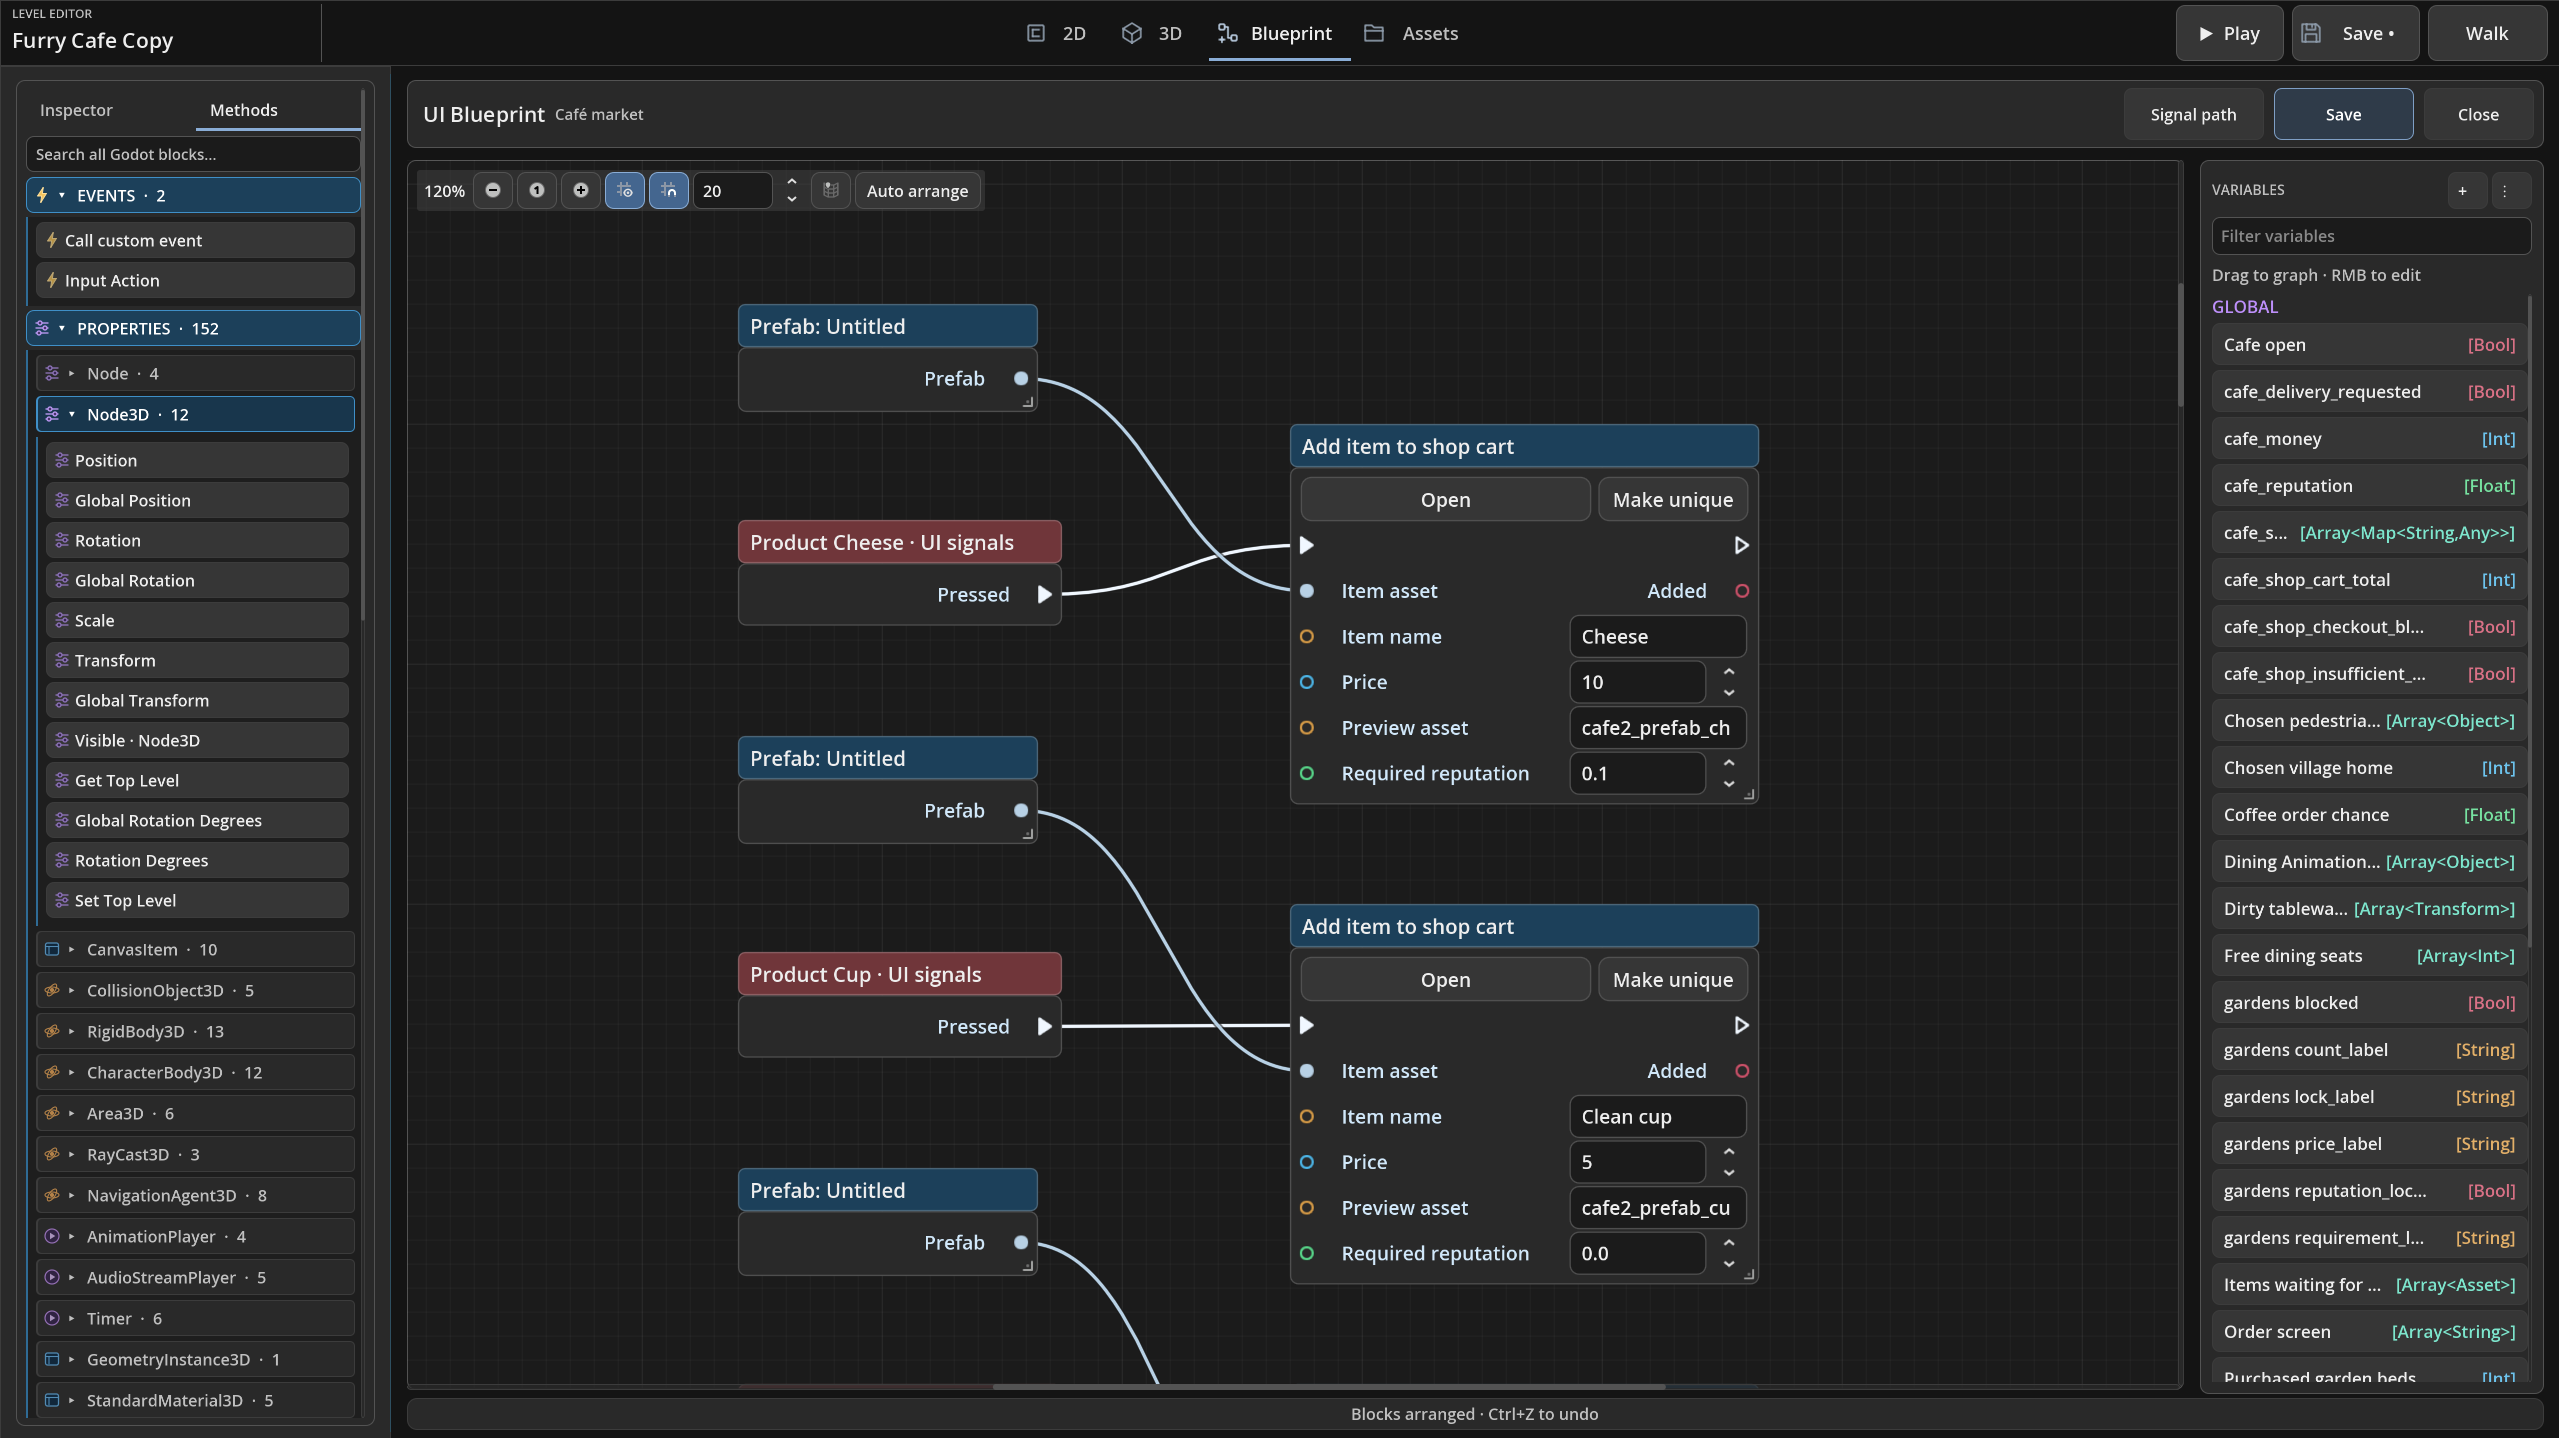 LEVEL EDITOR
Furry Cafe Copy
2D
3D
Blueprint
Assets
Play
Save •
Walk
Inspector
Methods
Search all Godot blocks...
EVENTS · 2
Call custom event
Input Action
PROPERTIES · 152
Node · 4
Node3D · 12
Position
Global Position
Rotation
Global Rotation
Scale
Transform
Global Transform
Visible · Node3D
Get Top Level
Global Rotation Degrees
Rotation Degrees
Set Top Level
CanvasItem · 10
CollisionObject3D · 5
RigidBody3D · 13
CharacterBody3D · 12
Area3D · 6
RayCast3D · 3
NavigationAgent3D · 8
AnimationPlayer · 4
AudioStreamPlayer · 5
Timer · 6
GeometryInstance3D · 1
StandardMaterial3D · 5
UI Blueprint Café market
Signal path
Save
Close
120%
20
Auto arrange
Prefab: Untitled
Prefab
Product Cheese · UI signals
Pressed
Add item to shop cart
Open
Make unique
Item asset
Added
Item name
Cheese
Price
10
Preview asset
cafe2_prefab_ch
Required reputation
0.1
Prefab: Untitled
Prefab
Product Cup · UI signals
Pressed
Add item to shop cart
Open
Make unique
Item asset
Added
Item name
Clean cup
Price
5
Preview asset
cafe2_prefab_cu
Required reputation
0.0
Prefab: Untitled
Prefab
VARIABLES
+
Filter variables
Drag to graph · RMB to edit
GLOBAL
Cafe open [Bool]
cafe_delivery_requested [Bool]
cafe_money [Int]
cafe_reputation [Float]
cafe_s... [Array<Map<String,Any>>]
cafe_shop_cart_total [Int]
cafe_shop_checkout_bl... [Bool]
cafe_shop_insufficient_... [Bool]
Chosen pedestria... [Array<Object>]
Chosen village home [Int]
Coffee order chance [Float]
Dining Animation... [Array<Object>]
Dirty tablewa... [Array<Transform>]
Free dining seats [Array<Int>]
gardens blocked [Bool]
gardens count_label [String]
gardens lock_label [String]
gardens price_label [String]
gardens reputation_loc... [Bool]
gardens requirement_l... [String]
Items waiting for ... [Array<Asset>]
Order screen [Array<String>]
Purchased garden beds [Int]
Blocks arranged · Ctrl+Z to undo